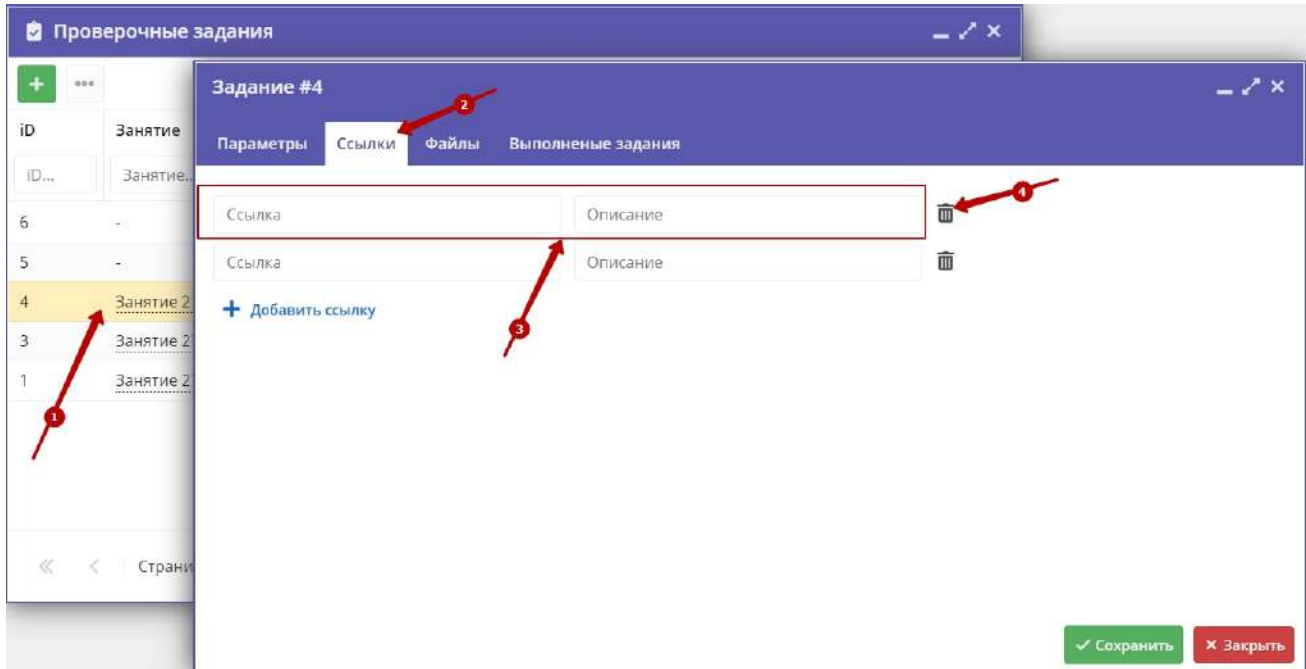 Проверочные задания
Задание #4
2
iD
Занятие
Параметры Ссылки Файлы Выполненые задания
iD...
Занятие...
4
Ссылка Описание
6 -
Ссылка Описание
5 -
4 Занятие 2
+ Добавить ссылку
3
3 Занятие 2
1 Занятие 2
1
Страни
Сохранить
Закрыть